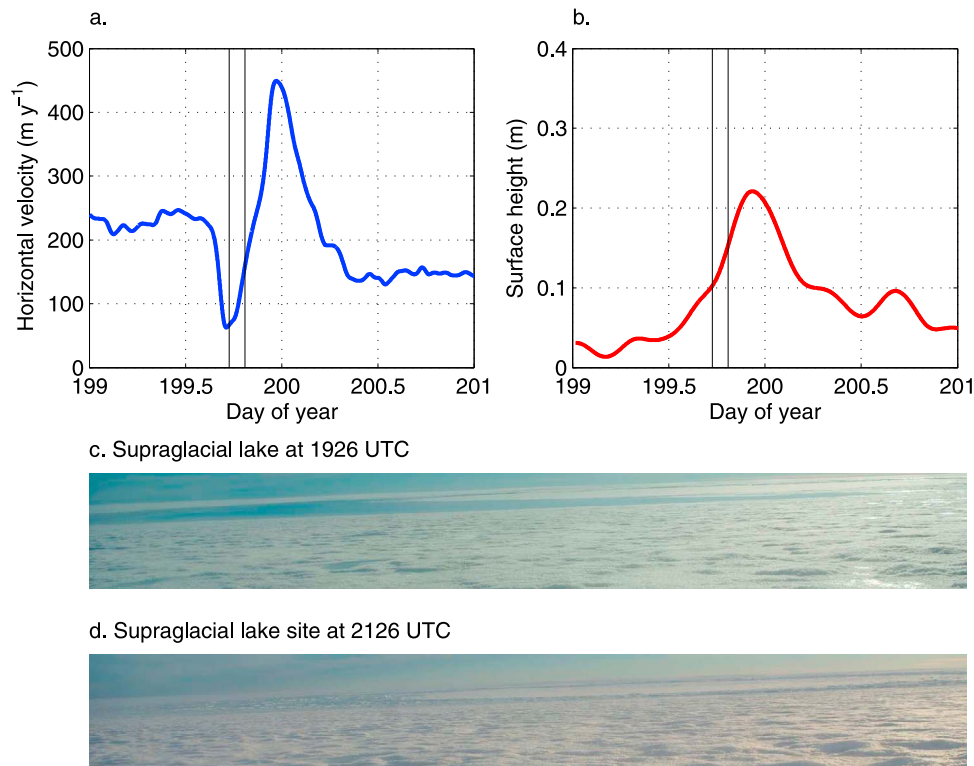 a.
500
400
300
200
100
0
Horizontal velocity (m y⁻¹)
199
199.5
200
200.5
201
Day of year
b.
0.4
0.3
0.2
0.1
0
Surface height (m)
199
199.5
200
200.5
201
Day of year
c. Supraglacial lake at 1926 UTC
d. Supraglacial lake site at 2126 UTC